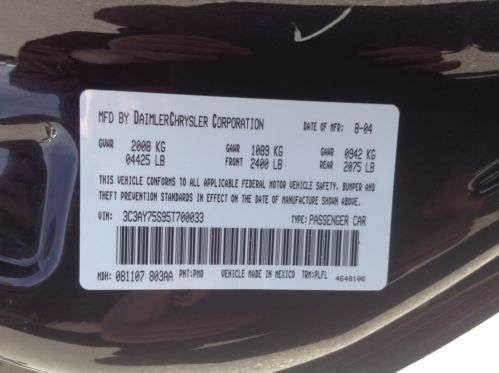 MFD BY DAIMLERCHRYSLER CORPORATION DATE OF MFR: 8-04
GVWR 2008 KG GAWR 1089 KG GAWR 0942 KG
04425 LB FRONT 2400 LB REAR 2075 LB
THIS VEHICLE CONFORMS TO ALL APPLICABLE FEDERAL MOTOR VEHICLE SAFETY, BUMPER AND
THEFT PREVENTION STANDARDS IN EFFECT ON THE DATE OF MANUFACTURE SHOWN ABOVE.
VIN: 3C3AY75S95T700033 TYPE: PASSENGER CAR
MDH: 081107 803AA PNT: PMQ VEHICLE MADE IN MEXICO TRM: PLFL 4648106